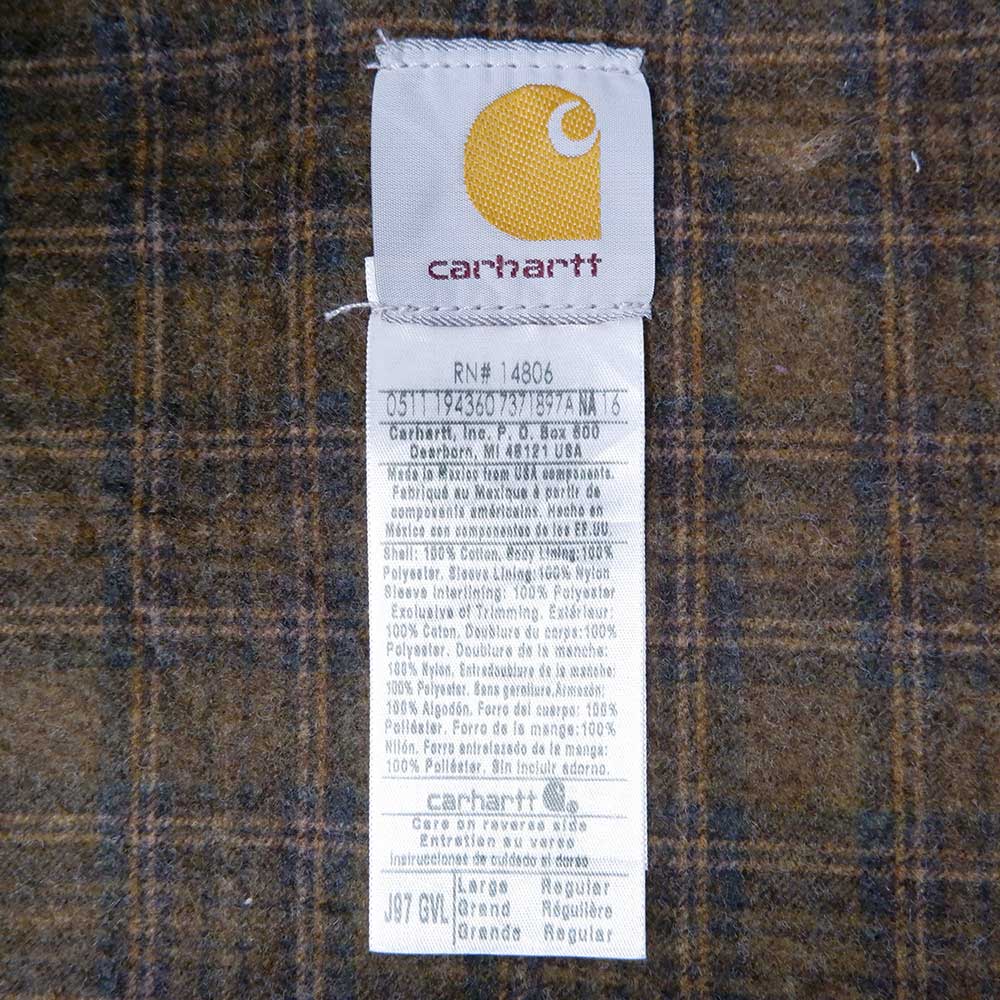 carhartt
RN# 14806
05111943607371897A NA 16
Carhartt, Inc. P. O. Box 600
Dearborn, MI 48121 USA
Made in Mexico from USA components.
Fabriqué au Mexique à partir de
composants américains. Hecho en
México con componentes de los EE.UU.
Shell: 100% Cotton, Body Lining:100%
Polyester, Sleeve Lining:100% Nylon
Sleeve Interlining: 100% Polyester
Exclusive of Trimming. Extérieur:
100% Coton. Doublure du corps:100%
Polyester. Doublure de la manche:
100% Nylon. Entredoublure de la manche:
100% Polyester. Sans garniture.Armazón:
100% Algodón. Forro del cuerpo: 100%
Poliéster. Forro de la manga:100%
Nilón. Forro entrelazado de la manga:
100% Poliéster. Sin incluir adorno.
carhartt
Care on reverse side
Entretien au verso
Instrucciones de cuidado al dorso
J97 GVL
Large Regular
Grand Régulière
Grande Regular